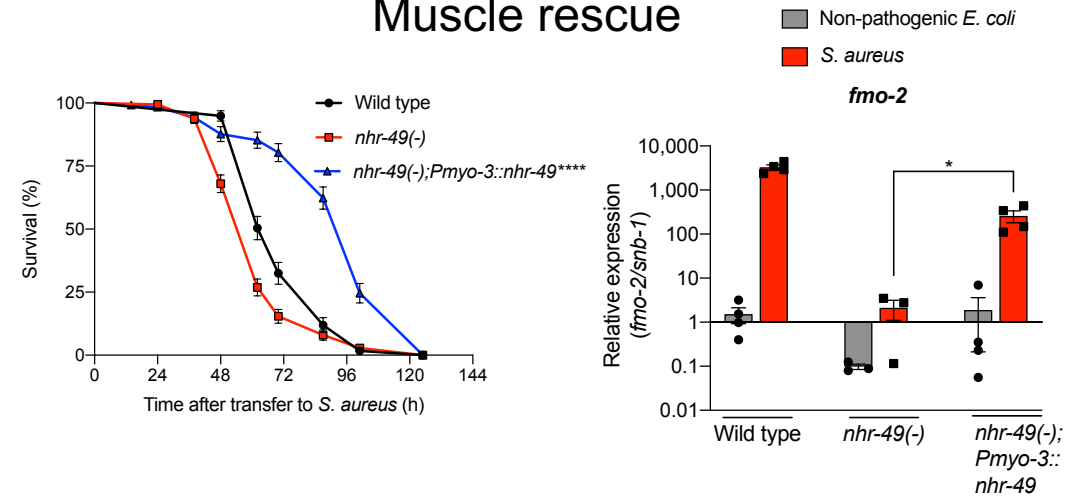 Muscle rescue
Non-pathogenic E. coli
S. aureus
fmo-2
Wild type
nhr-49(-)
nhr-49(-);Pmyo-3::nhr-49****
Survival (%)
100
75
50
25
0
0 24 48 72 96 120 144
Time after transfer to S. aureus (h)
Relative expression
(fmo-2/snb-1)
10,000
1,000
100
10
1
0.1
0.01
*
Wild type
nhr-49(-)
nhr-49(-);
Pmyo-3::
nhr-49